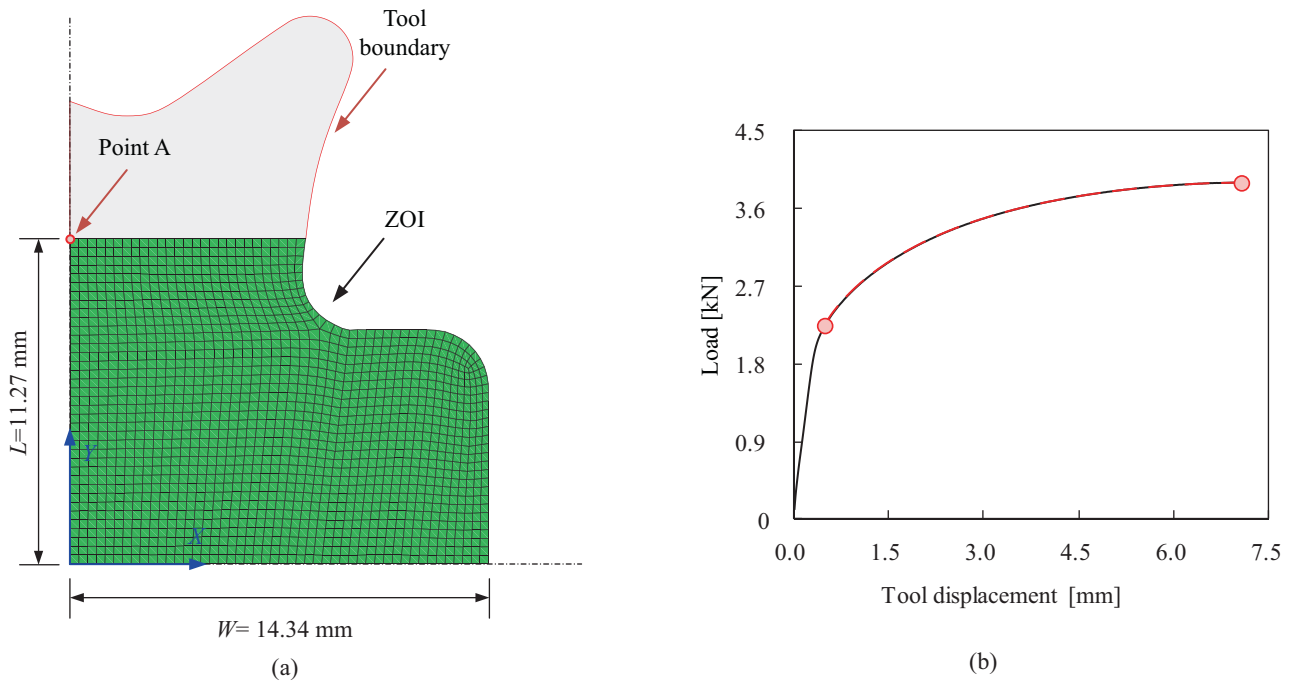 Tool
boundary
Point A
ZOI
L=11.27 mm
Y
X
W= 14.34 mm
(a)
4.5
3.6
2.7
1.8
0.9
0
Load [kN]
0.0 1.5 3.0 4.5 6.0 7.5
Tool displacement [mm]
(b)